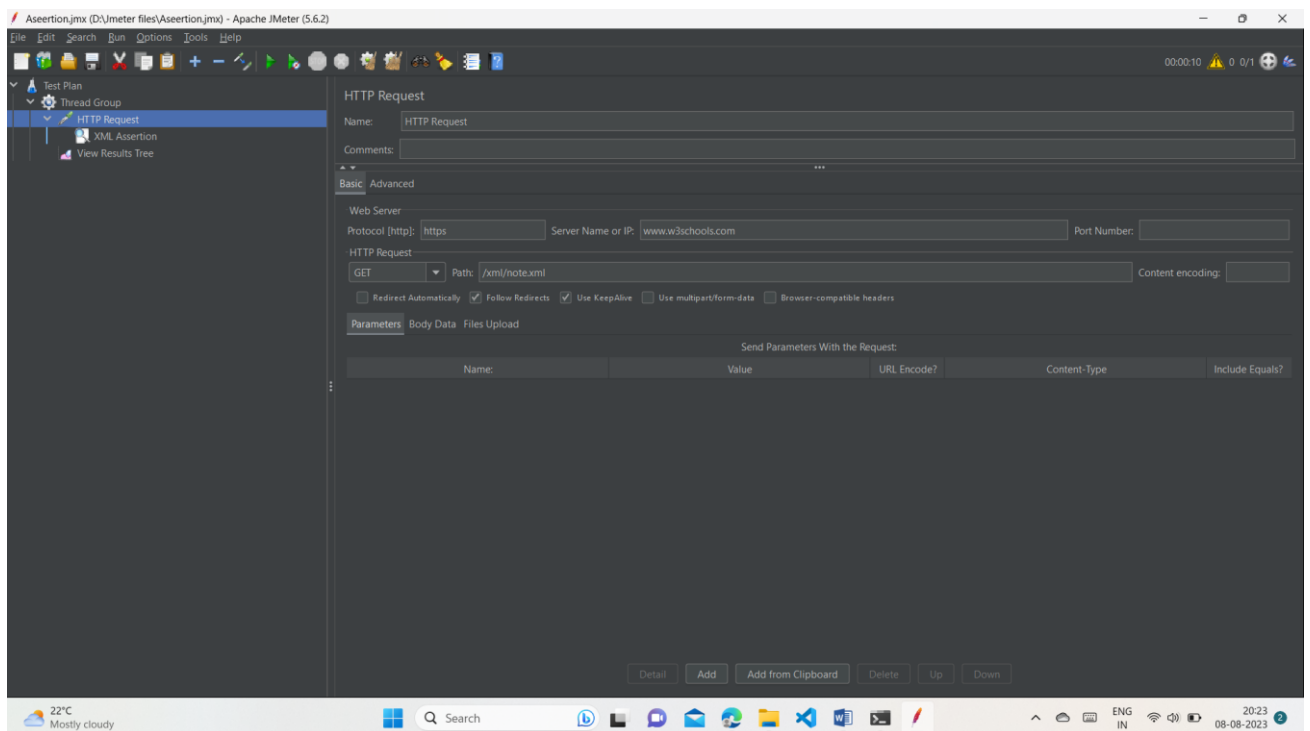 Aseertion.jmx (D:\Jmeter files\Aseertion.jmx) - Apache JMeter (5.6.2)
File Edit Search Run Options Tools Help
00:00:10 0 0/1
Test Plan
Thread Group
HTTP Request
XML Assertion
View Results Tree
HTTP Request
Name: HTTP Request
Comments:
Basic Advanced
Web Server
Protocol [http]: https Server Name or IP: www.w3schools.com Port Number:
HTTP Request
GET Path: /xml/note.xml Content encoding:
Redirect Automatically Follow Redirects Use KeepAlive Use multipart/form-data Browser-compatible headers
Parameters Body Data Files Upload
Send Parameters With the Request:
Name: Value URL Encode? Content-Type Include Equals?
Detail Add Add from Clipboard Delete Up Down
22°C
Mostly cloudy
Search
ENG
IN
20:23
08-08-2023
2